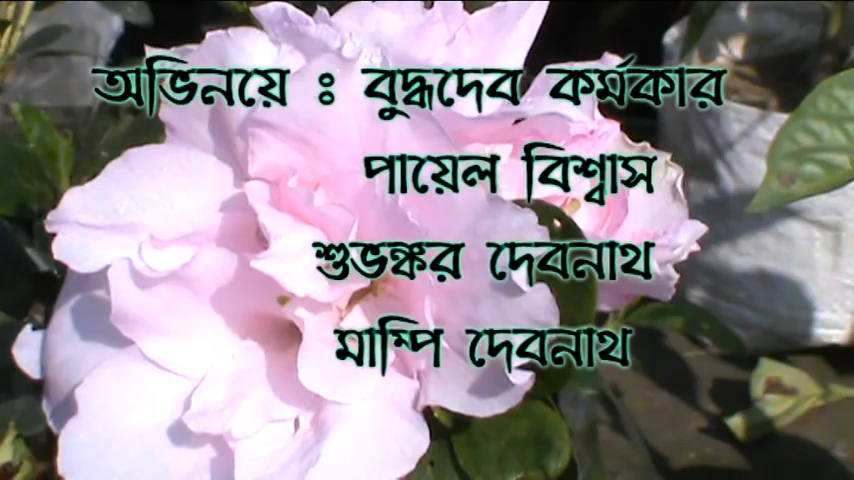 অভিনয়ে ঃ বুদ্ধদেব কর্মকার
পায়েল বিশ্বাস
শুভঙ্কর দেবনাথ
মাম্পি দেবনাথ